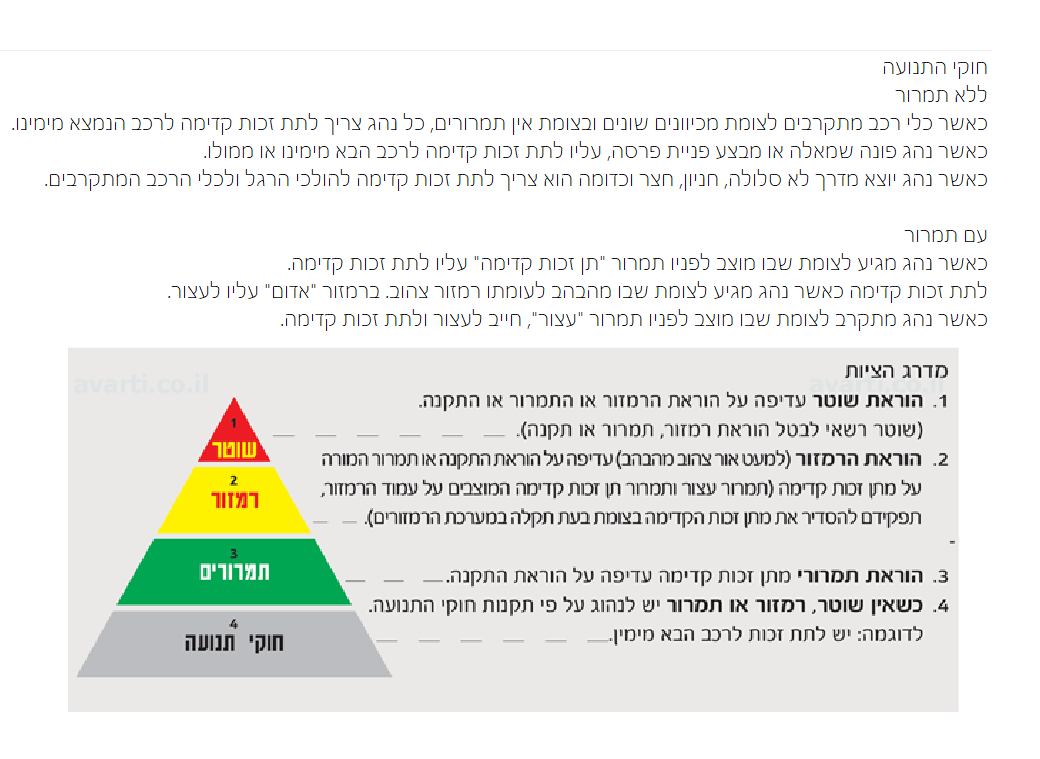 חוקי התנועה
ללא תמרור
כאשר כלי רכב מתקרבים לצומת מכיוונים שונים ובצומת אין תמרורים, כל נהג צריך לתת זכות קדימה לרכב הנמצא מימינו.
כאשר נהג פונה שמאלה או מבצע פניית פרסה, עליו לתת זכות קדימה לרכב הבא מימינו או ממולו.
כאשר נהג יוצא מדרך לא סלולה, חניון, חצר וכדומה הוא צריך לתת זכות קדימה להולכי הרגל ולכלי הרכב המתקרבים.
עם תמרור
כאשר נהג מגיע לצומת שבו מוצב לפניו תמרור "תן זכות קדימה" עליו לתת זכות קדימה.
לתת זכות קדימה כאשר נהג מגיע לצומת שבו מהבהב לעומתו רמזור צהוב. ברמזור "אדום" עליו לעצור.
כאשר נהג מתקרב לצומת שבו מוצב לפניו תמרור "עצור", חייב לעצור ולתת זכות קדימה.
מדרג הציות
avarti.co.il
avarti.co.il
1. הוראת שוטר עדיפה על הוראת הרמזור או התמרור או התקנה.
(שוטר רשאי לבטל הוראת רמזור, תמרור או תקנה). _ _ _ _ _ _
2. הוראת הרמזור (למעט אור צהוב מהבהב) עדיפה על הוראת התקנה או תמרור המורה
על מתן זכות קדימה (תמרור עצור ותמרור תן זכות קדימה המוצבים על עמוד הרמזור,
תפקידם להסדיר את מתן זכות הקדימה בצומת בעת תקלה במערכת הרמזורים). _ _
-
3. הוראת תמרורי מתן זכות קדימה עדיפה על הוראת התקנה. _ _ _
4. כשאין שוטר, רמזור או תמרור יש לנהוג על פי תקנות חוקי התנועה.
לדוגמה: יש לתת זכות לרכב הבא מימין. _ _ _ _ _ _
1
שוטר
2
רמזור
3
תמרורים
4
חוקי תנועה